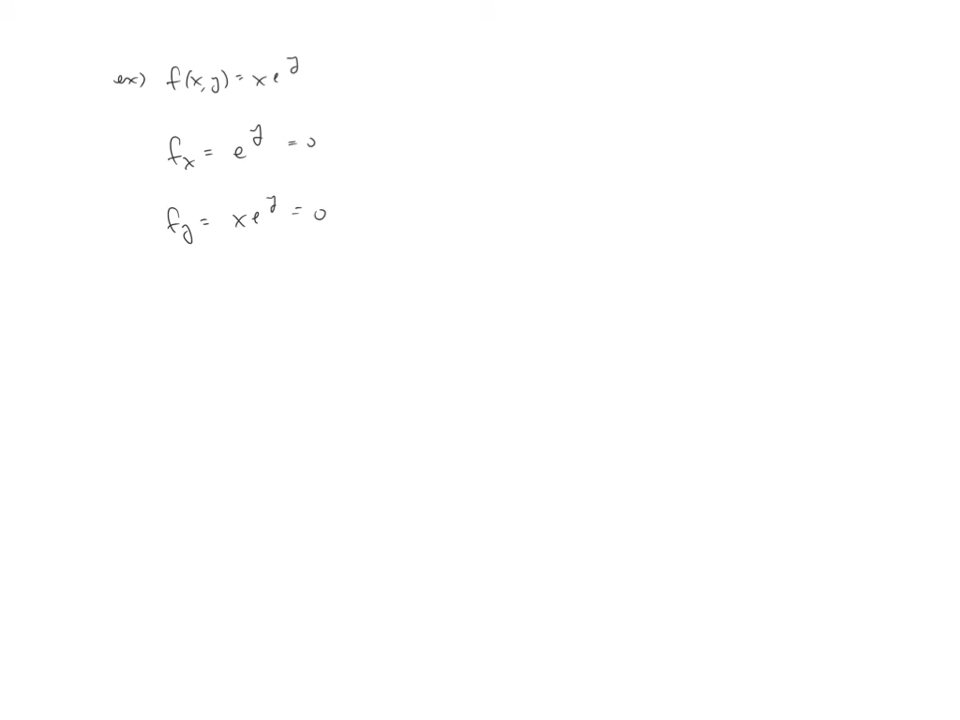 ex) f(x,y) = xe^y
f_x = e^y = 0
f_y = xe^y = 0